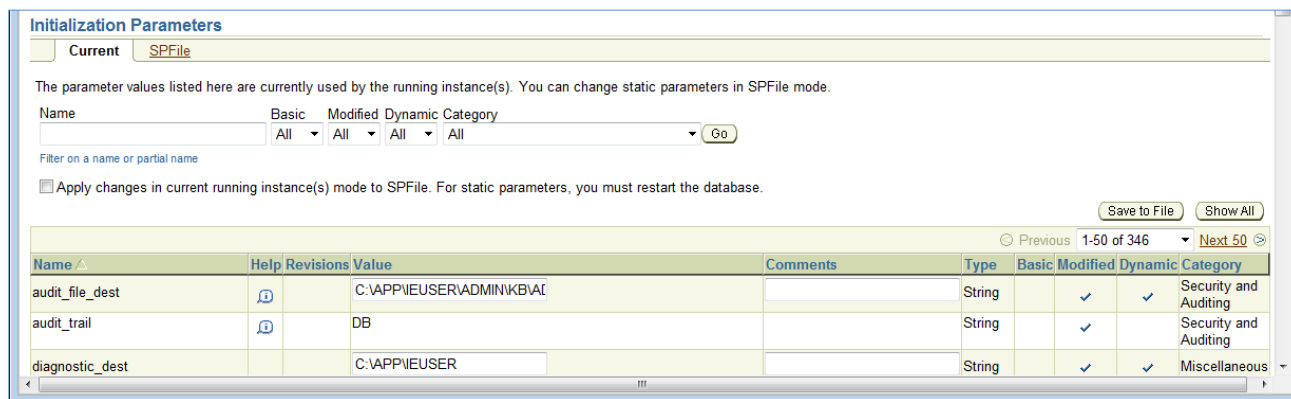 Initialization Parameters
Current SPFile
The parameter values listed here are currently used by the running instance(s). You can change static parameters in SPFile mode.
Name Basic Modified Dynamic Category
All All All All Go
Filter on a name or partial name
Apply changes in current running instance(s) mode to SPFile. For static parameters, you must restart the database.
Save to File Show All
Previous 1-50 of 346 Next 50
Name Help Revisions Value Comments Type Basic Modified Dynamic Category
audit_file_dest C:\APP\IEUSER\ADMIN\KB\AD String Security and
Auditing
audit_trail DB String Security and
Auditing
diagnostic_dest C:\APP\IEUSER String Miscellaneous